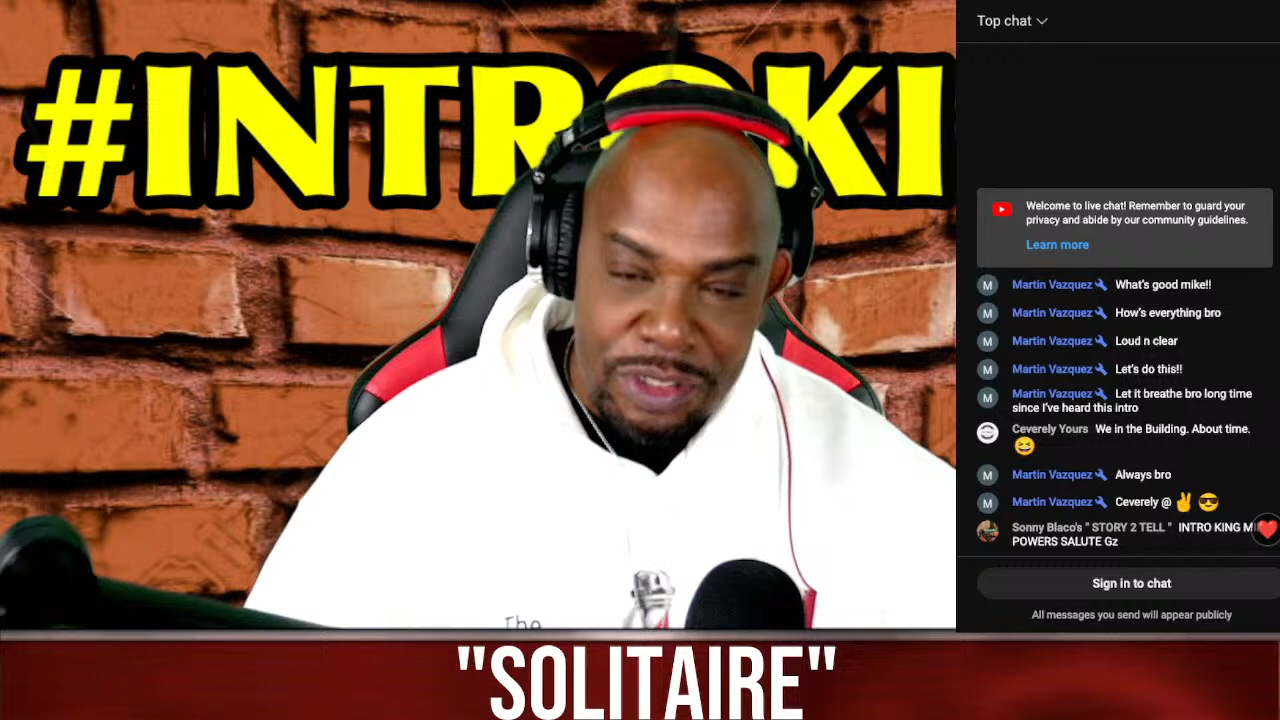 #INTROKI
Top chat
Welcome to live chat! Remember to guard your
privacy and abide by our community guidelines.
Learn more
M Martin Vazquez What's good mike!!
M Martin Vazquez How's everything bro
M Martin Vazquez Loud n clear
M Martin Vazquez Let's do this!!
M Martin Vazquez Let it breathe bro long time
since I've heard this intro
Ceverely Yours We in the Building. About time.
M Martin Vazquez Always bro
M Martin Vazquez Ceverely @
Sonny Blaco's " STORY 2 TELL " INTRO KING
POWERS SALUTE Gz
Sign in to chat
All messages you send will appear publicly
The
"SOLITAIRE"